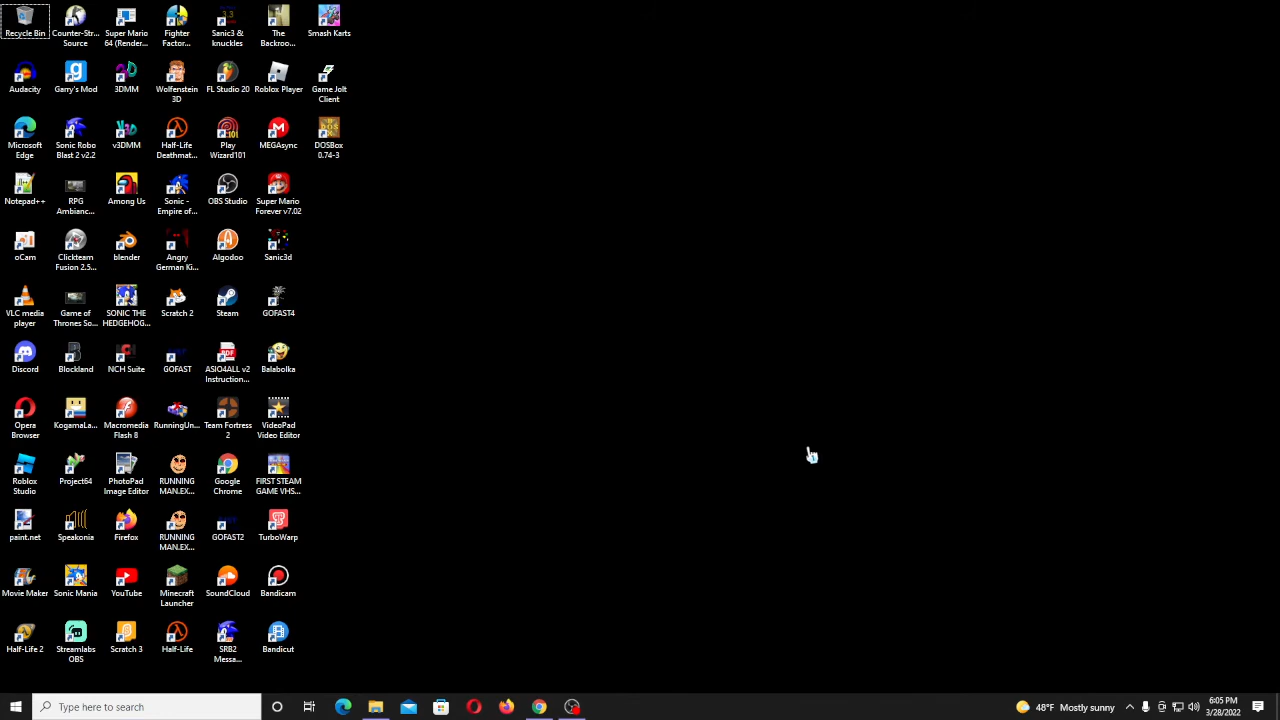 Recycle Bin
Counter-Str...
Source
Super Mario
64 (Render...
Fighter
Factor...
Sanic3 &
knuckles
The
Backroo...
Smash Karts
Audacity
Garry's Mod
3DMM
Wolfenstein
3D
FL Studio 20
Roblox Player
Game Jolt
Client
Microsoft
Edge
Sonic Robo
Blast 2 v2.2
v3DMM
Half-Life
Deathmat...
Play
Wizard101
MEGAsync
DOSBox
0.74-3
Notepad++
RPG
Ambianc...
Among Us
Sonic -
Empire of...
OBS Studio
Super Mario
Forever v7.02
oCam
Clickteam
Fusion 2.5...
blender
Angry
German Ki...
Algodoo
Sanic3d
VLC media
player
Game of
Thrones So...
SONIC THE
HEDGEHOG...
Scratch 2
Steam
GOFAST4
Discord
Blockland
NCH Suite
GOFAST
ASIO4ALL v2
Instruction...
Balabolka
Opera
Browser
KogamaLa...
Macromedia
Flash 8
RunningUn...
Team Fortress
2
VideoPad
Video Editor
Roblox
Studio
Project64
PhotoPad
Image Editor
RUNNING
MAN.EX...
Google
Chrome
FIRST STEAM
GAME VHS...
paint.net
Speakonia
Firefox
RUNNING
MAN.EX...
GOFAST2
TurboWarp
Movie Maker
Sonic Mania
YouTube
Minecraft
Launcher
SoundCloud
Bandicam
Half-Life 2
Streamlabs
OBS
Scratch 3
Half-Life
SRB2
Messa...
Bandicut
Type here to search
48°F Mostly sunny
6:05 PM
3/28/2022